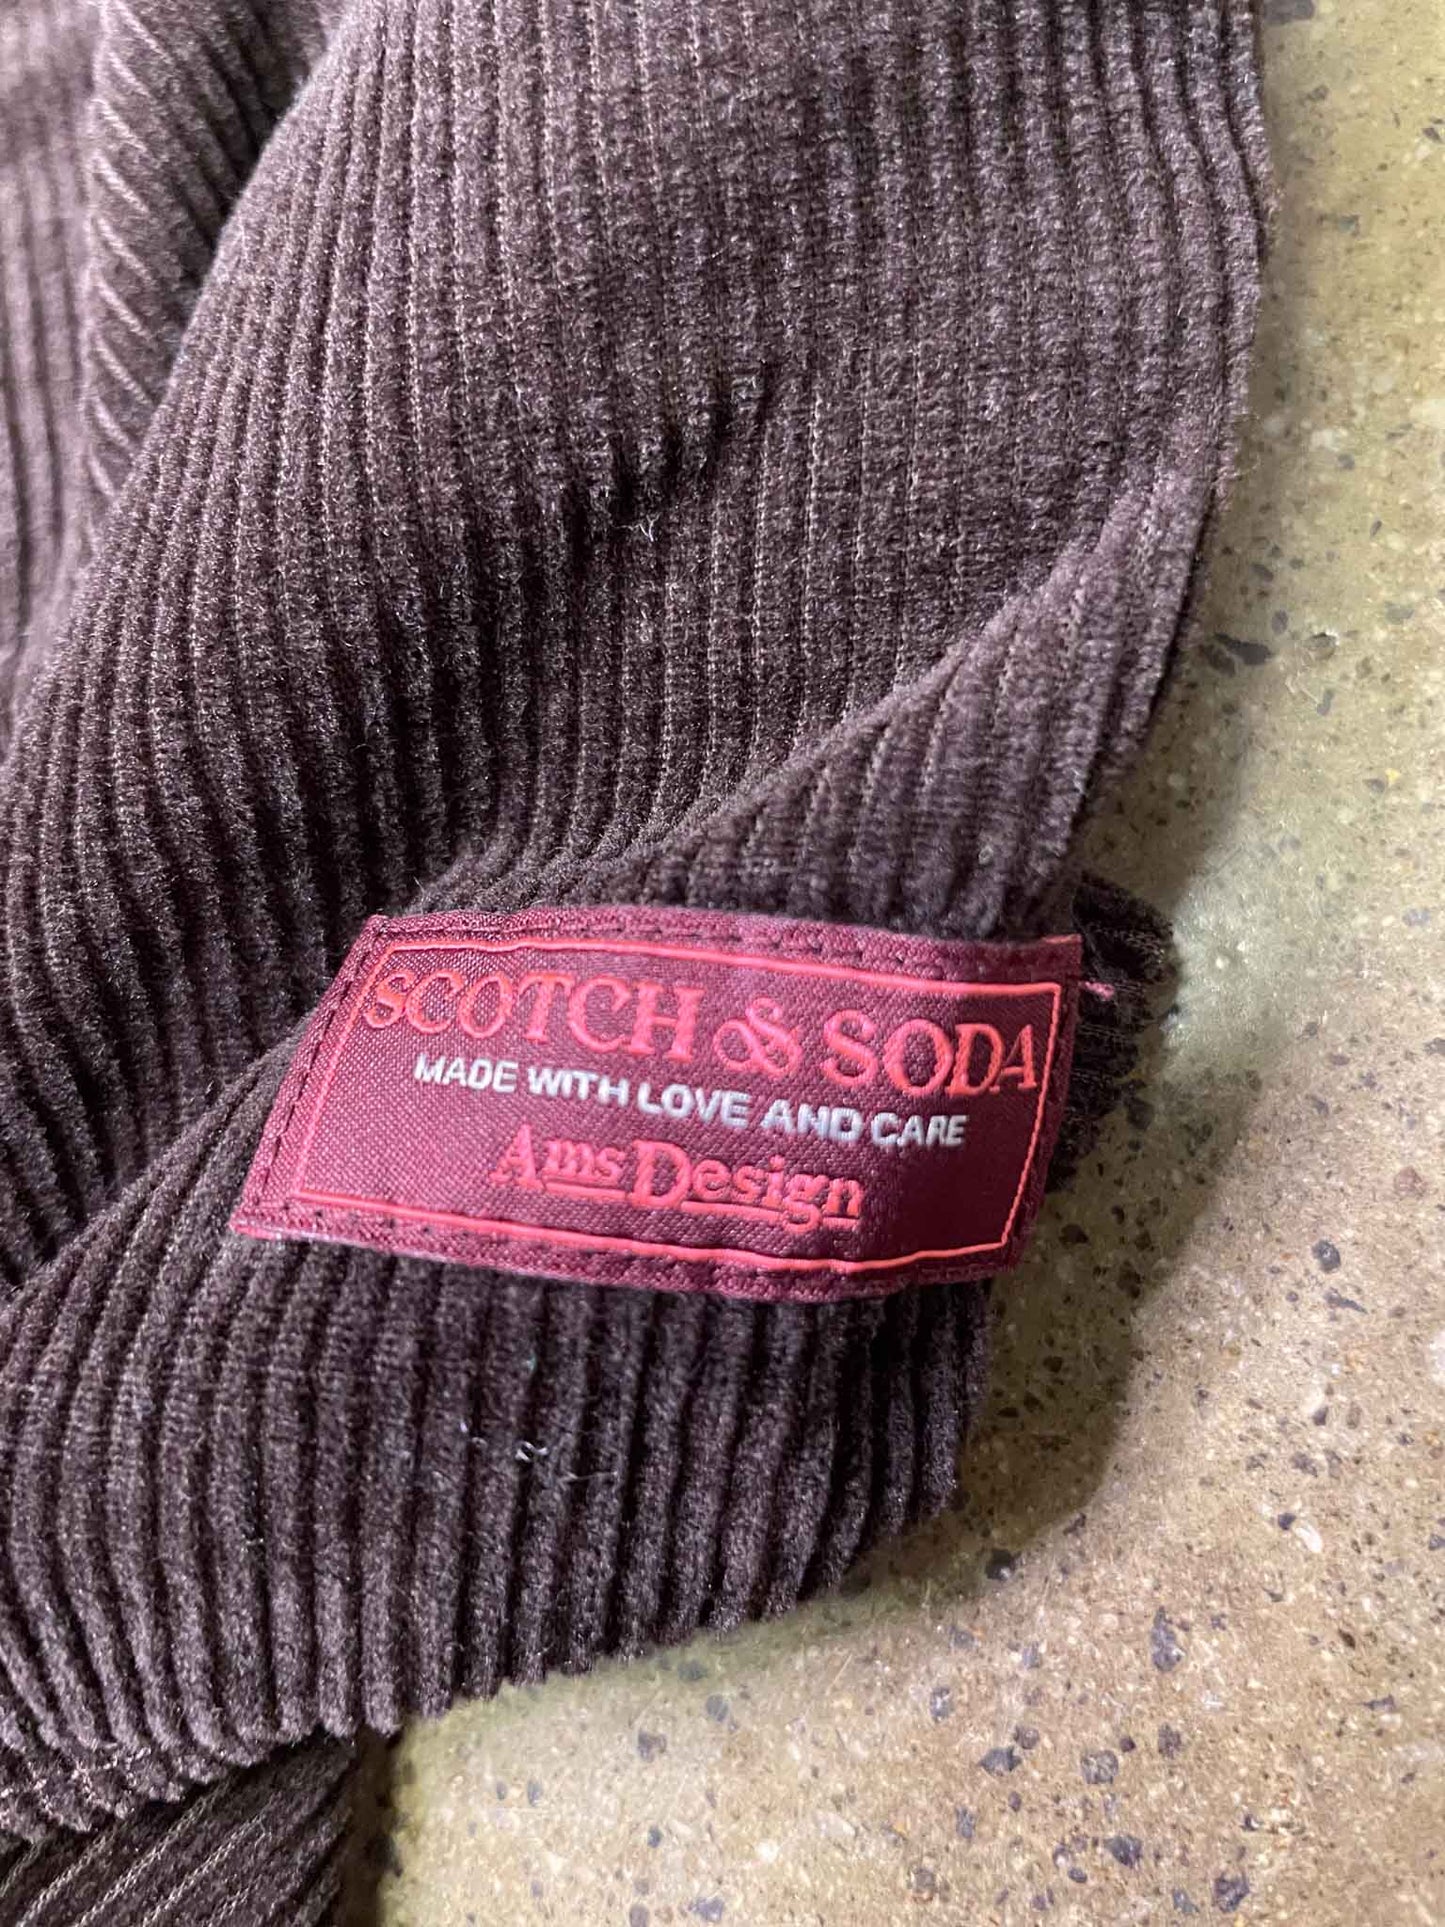 SCOTCH & SODA
MADE WITH LOVE AND CARE
Ams Design